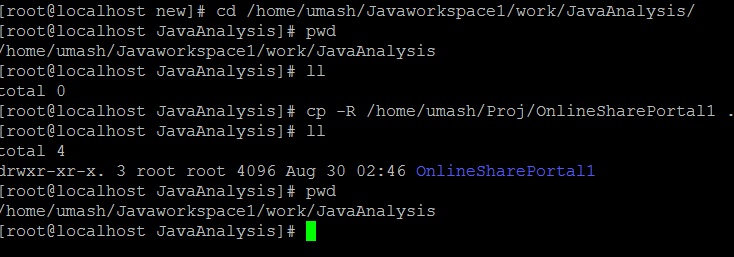 [root@localhost new]# cd /home/umash/Javaworkspace1/work/JavaAnalysis/
[root@localhost JavaAnalysis]# pwd
/home/umash/Javaworkspace1/work/JavaAnalysis
[root@localhost JavaAnalysis]# ll
total 0
[root@localhost JavaAnalysis]# cp -R /home/umash/Proj/OnlineSharePortal1 .
[root@localhost JavaAnalysis]# ll
total 4
drwxr-xr-x. 3 root root 4096 Aug 30 02:46 OnlineSharePortal1
[root@localhost JavaAnalysis]# pwd
/home/umash/Javaworkspace1/work/JavaAnalysis
[root@localhost JavaAnalysis]#